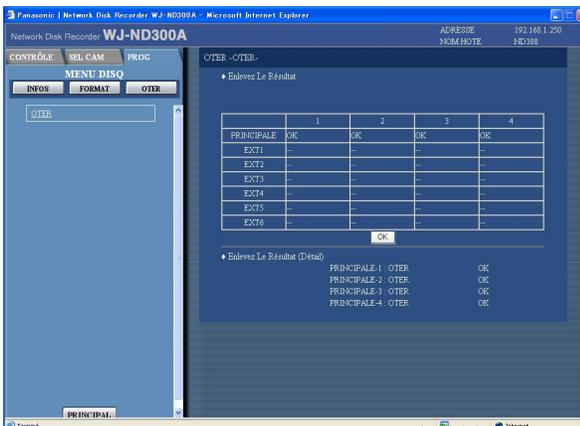 Panasonic | Network Disk Recorder WJ-ND300A - Microsoft Internet Explorer
Network Disk Recorder WJ-ND300A
ADRESSE :192.168.1.250
NOM HOTE :ND300
CONTRÔLE SEL CAM PROG
MENU DISQ
INFOS FORMAT OTER
OTER
OTER -OTER-
♦ Enlevez Le Résultat
1 2 3 4
PRINCIPALE OK OK OK OK
EXT1 -- -- -- --
EXT2 -- -- -- --
EXT3 -- -- -- --
EXT4 -- -- -- --
EXT5 -- -- -- --
EXT6 -- -- -- --
OK
♦ Enlevez Le Résultat (Détail)
PRINCIPALE-1 : OTER OK
PRINCIPALE-2 : OTER OK
PRINCIPALE-3 : OTER OK
PRINCIPALE-4 : OTER OK
PRINCIPAL
Terminé Internet